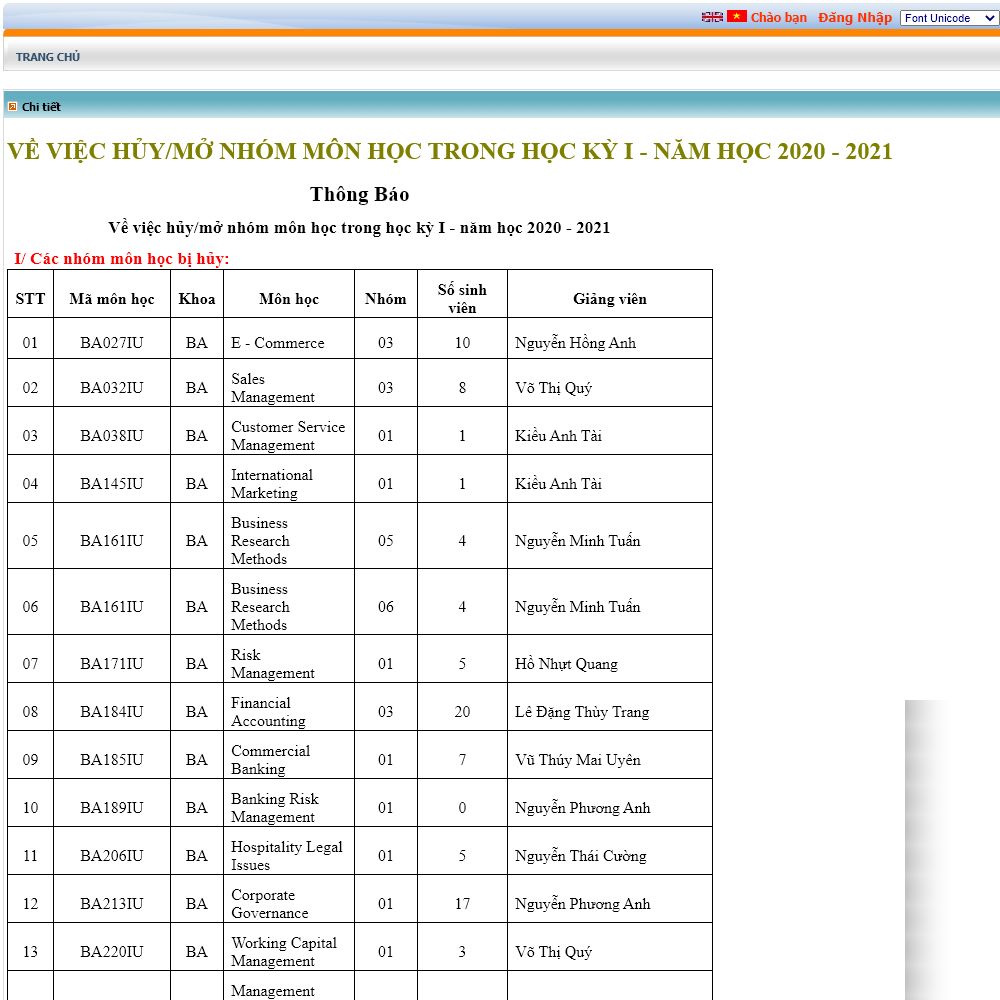 Chào bạn Đăng Nhập Font Unicode
TRANG CHỦ
Chi tiết
VỀ VIỆC HỦY/MỞ NHÓM MÔN HỌC TRONG HỌC KỲ I - NĂM HỌC 2020 - 2021
Thông Báo
Về việc hủy/mở nhóm môn học trong học kỳ I - năm học 2020 - 2021
I/ Các nhóm môn học bị hủy:
STT Mã môn học Khoa Môn học Nhóm Số sinh viên Giảng viên
01 BA027IU BA E - Commerce 03 10 Nguyễn Hồng Anh
02 BA032IU BA Sales Management 03 8 Võ Thị Quý
03 BA038IU BA Customer Service Management 01 1 Kiều Anh Tài
04 BA145IU BA International Marketing 01 1 Kiều Anh Tài
05 BA161IU BA Business Research Methods 05 4 Nguyễn Minh Tuấn
06 BA161IU BA Business Research Methods 06 4 Nguyễn Minh Tuấn
07 BA171IU BA Risk Management 01 5 Hồ Nhựt Quang
08 BA184IU BA Financial Accounting 03 20 Lê Đặng Thùy Trang
09 BA185IU BA Commercial Banking 01 7 Vũ Thúy Mai Uyên
10 BA189IU BA Banking Risk Management 01 0 Nguyễn Phương Anh
11 BA206IU BA Hospitality Legal Issues 01 5 Nguyễn Thái Cường
12 BA213IU BA Corporate Governance 01 17 Nguyễn Phương Anh
13 BA220IU BA Working Capital Management 01 3 Võ Thị Quý
Management